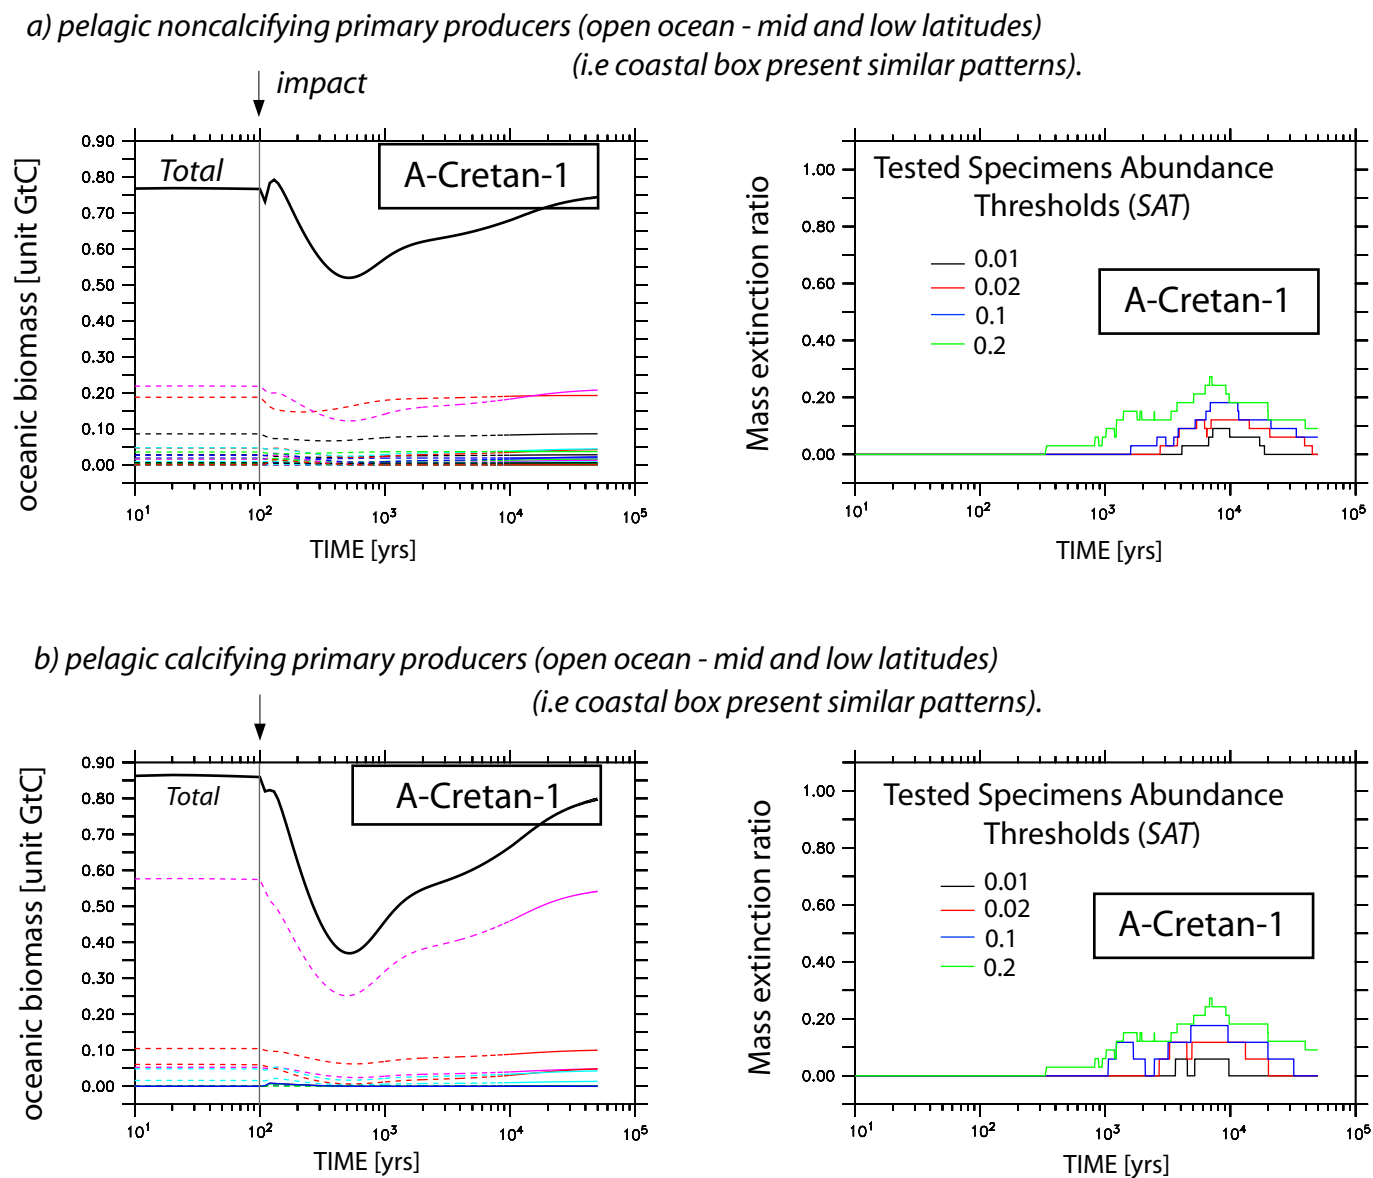 a) pelagic noncalcifying primary producers (open ocean - mid and low latitudes)
(i.e coastal box present similar patterns).
impact
oceanic biomass [unit GtC]
0.90
0.80
0.70
0.60
0.50
0.40
0.30
0.20
0.10
0.00
Total
A-Cretan-1
10¹ 10² 10³ 10⁴ 10⁵
TIME [yrs]
Mass extinction ratio
1.00
0.80
0.60
0.40
0.20
0.00
Tested Specimens Abundance
Thresholds (SAT)
0.01
0.02
0.1
0.2
A-Cretan-1
10¹ 10² 10³ 10⁴ 10⁵
TIME [yrs]
b) pelagic calcifying primary producers (open ocean - mid and low latitudes)
(i.e coastal box present similar patterns).
oceanic biomass [unit GtC]
0.90
0.80
0.70
0.60
0.50
0.40
0.30
0.20
0.10
0.00
Total
A-Cretan-1
10¹ 10² 10³ 10⁴ 10⁵
TIME [yrs]
Mass extinction ratio
1.00
0.80
0.60
0.40
0.20
0.00
Tested Specimens Abundance
Thresholds (SAT)
0.01
0.02
0.1
0.2
A-Cretan-1
10¹ 10² 10³ 10⁴ 10⁵
TIME [yrs]